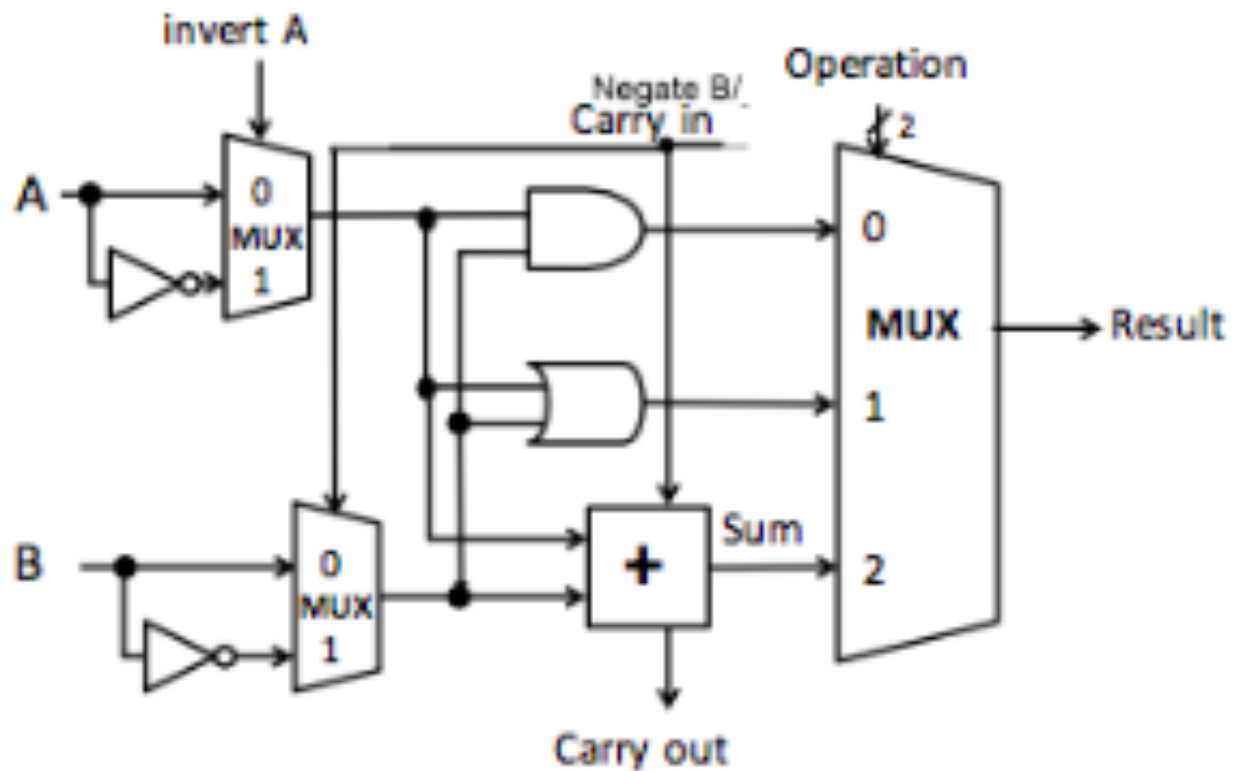 invert A
Negate B/
Carry in
Operation
2
A
0
MUX
1
0
MUX
1
2
Result
Sum
B
0
MUX
1
+
Carry out